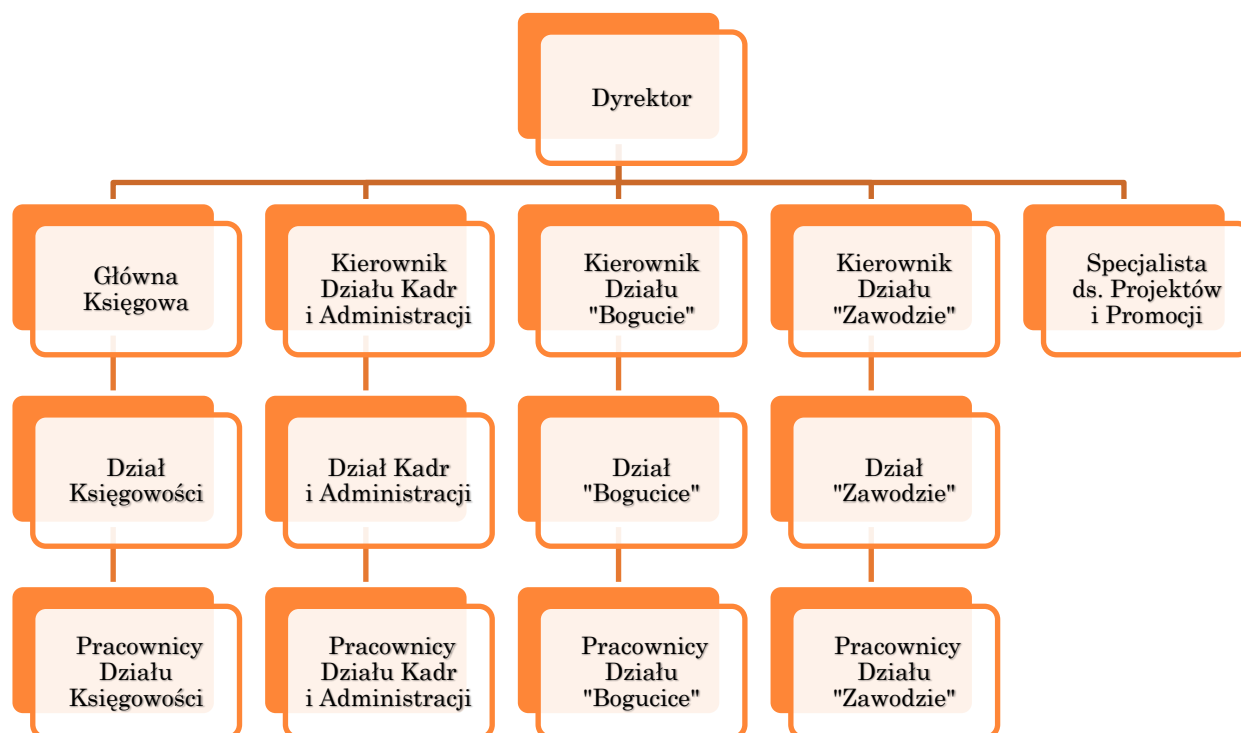 Dyrektor
Główna
Księgowa
Kierownik
Działu Kadr
i Administracji
Kierownik
Działu
"Bogucie"
Kierownik
Działu
"Zawodzie"
Specjalista
ds. Projektów
i Promocji
Dział
Księgowości
Dział Kadr
i Administracji
Dział
"Bogucice"
Dział
"Zawodzie"
Pracownicy
Działu
Księgowości
Pracownicy
Działu Kadr
i Administracji
Pracownicy
Działu
"Bogucice"
Pracownicy
Działu
"Zawodzie"